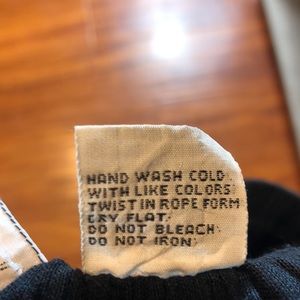 HAND WASH COLD
WITH LIKE COLORS
TWIST IN ROPE FORM
DRY FLAT
DO NOT BLEACH
DO NOT IRON